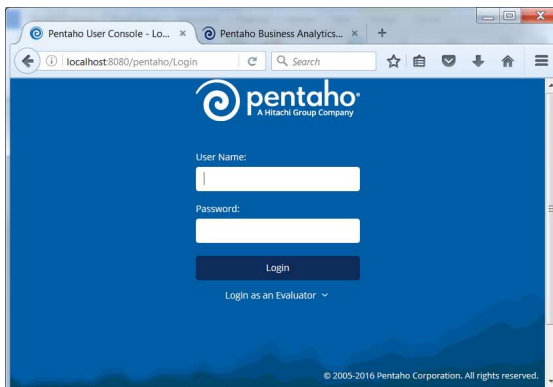 Pentaho User Console - Lo...
Pentaho Business Analytics...
localhost:8080/pentaho/Login
Search
pentaho
A Hitachi Group Company
User Name:
Password:
Login
Login as an Evaluator
© 2005-2016 Pentaho Corporation. All rights reserved.